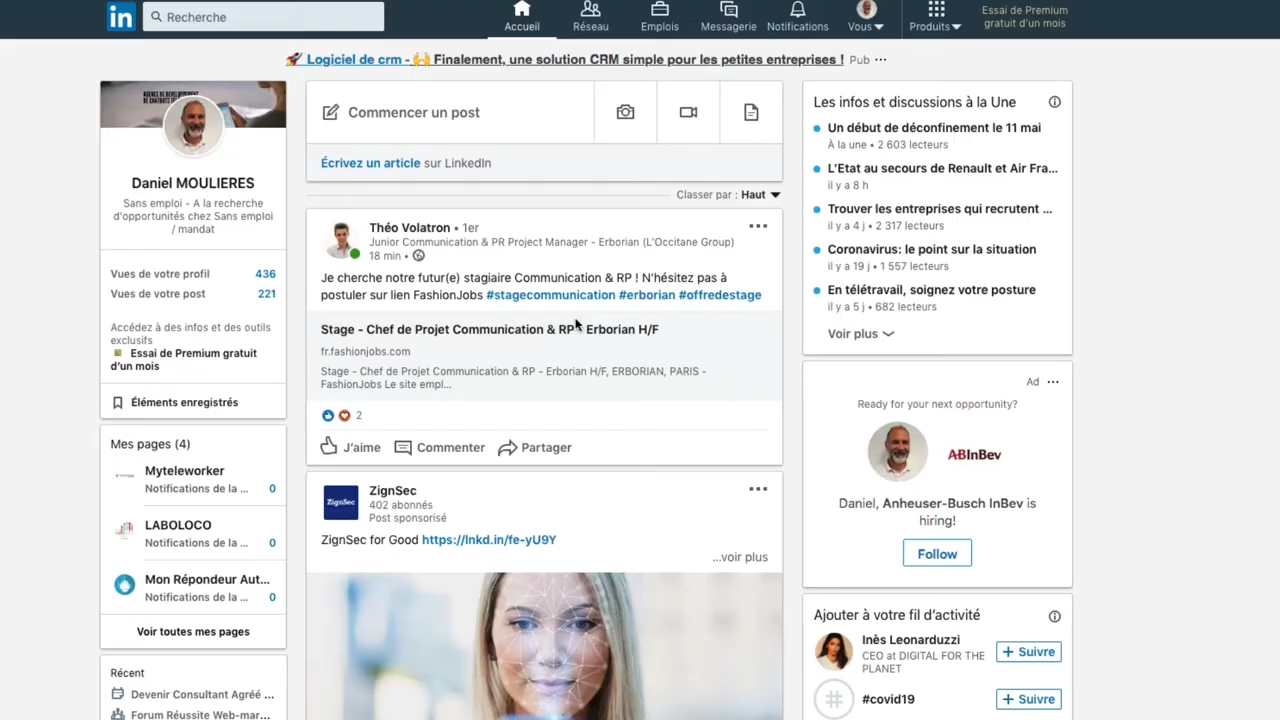 in
Recherche
Accueil
Réseau
Emplois
Messagerie
Notifications
Vous
Produits
Essai de Premium
gratuit d'un mois
🚀 Logiciel de crm - 🙌 Finalement, une solution CRM simple pour les petites entreprises ! Pub ···
Daniel MOULIERES
Sans emploi - A la recherche
d'opportunités chez Sans emploi
/ mandat
Vues de votre profil 436
Vues de votre post 221
Accédez à des infos et des outils
exclusifs
Essai de Premium gratuit
d'un mois
Éléments enregistrés
Mes pages (4)
Myteleworker
Notifications de la ... 0
LABOLOCO
Notifications de la ... 0
Mon Répondeur Aut...
Notifications de la ... 0
Voir toutes mes pages
Récent
Devenir Consultant Agréé ...
Forum Réussite Web-mar...
Commencer un post
Écrivez un article sur LinkedIn
Classer par : Haut
Théo Volatron • 1er
Junior Communication & PR Project Manager - Erborian (L'Occitane Group)
18 min •
Je cherche notre futur(e) stagiaire Communication & RP ! N'hésitez pas à
postuler sur lien FashionJobs #stagecommunication #erborian #offredestage
Stage - Chef de Projet Communication & RP - Erborian H/F
fr.fashionjobs.com
Stage - Chef de Projet Communication & RP - Erborian H/F, ERBORIAN, PARIS -
FashionJobs Le site empl...
2
J'aime Commenter Partager
ZignSec
ZignSec
402 abonnés
Post sponsorisé
ZignSec for Good https://lnkd.in/fe-yU9Y
...voir plus
Les infos et discussions à la Une
Un début de déconfinement le 11 mai
À la une • 2 603 lecteurs
L'Etat au secours de Renault et Air Fra...
il y a 8 h
Trouver les entreprises qui recrutent ...
il y a 4 j • 2 317 lecteurs
Coronavirus: le point sur la situation
il y a 19 j • 1 557 lecteurs
En télétravail, soignez votre posture
il y a 5 j • 682 lecteurs
Voir plus
Ad ···
Ready for your next opportunity?
ABInBev
Daniel, Anheuser-Busch InBev is
hiring!
Follow
Ajouter à votre fil d'activité
Inès Leonarduzzi
CEO at DIGITAL FOR THE
PLANET
+ Suivre
#
#covid19
+ Suivre